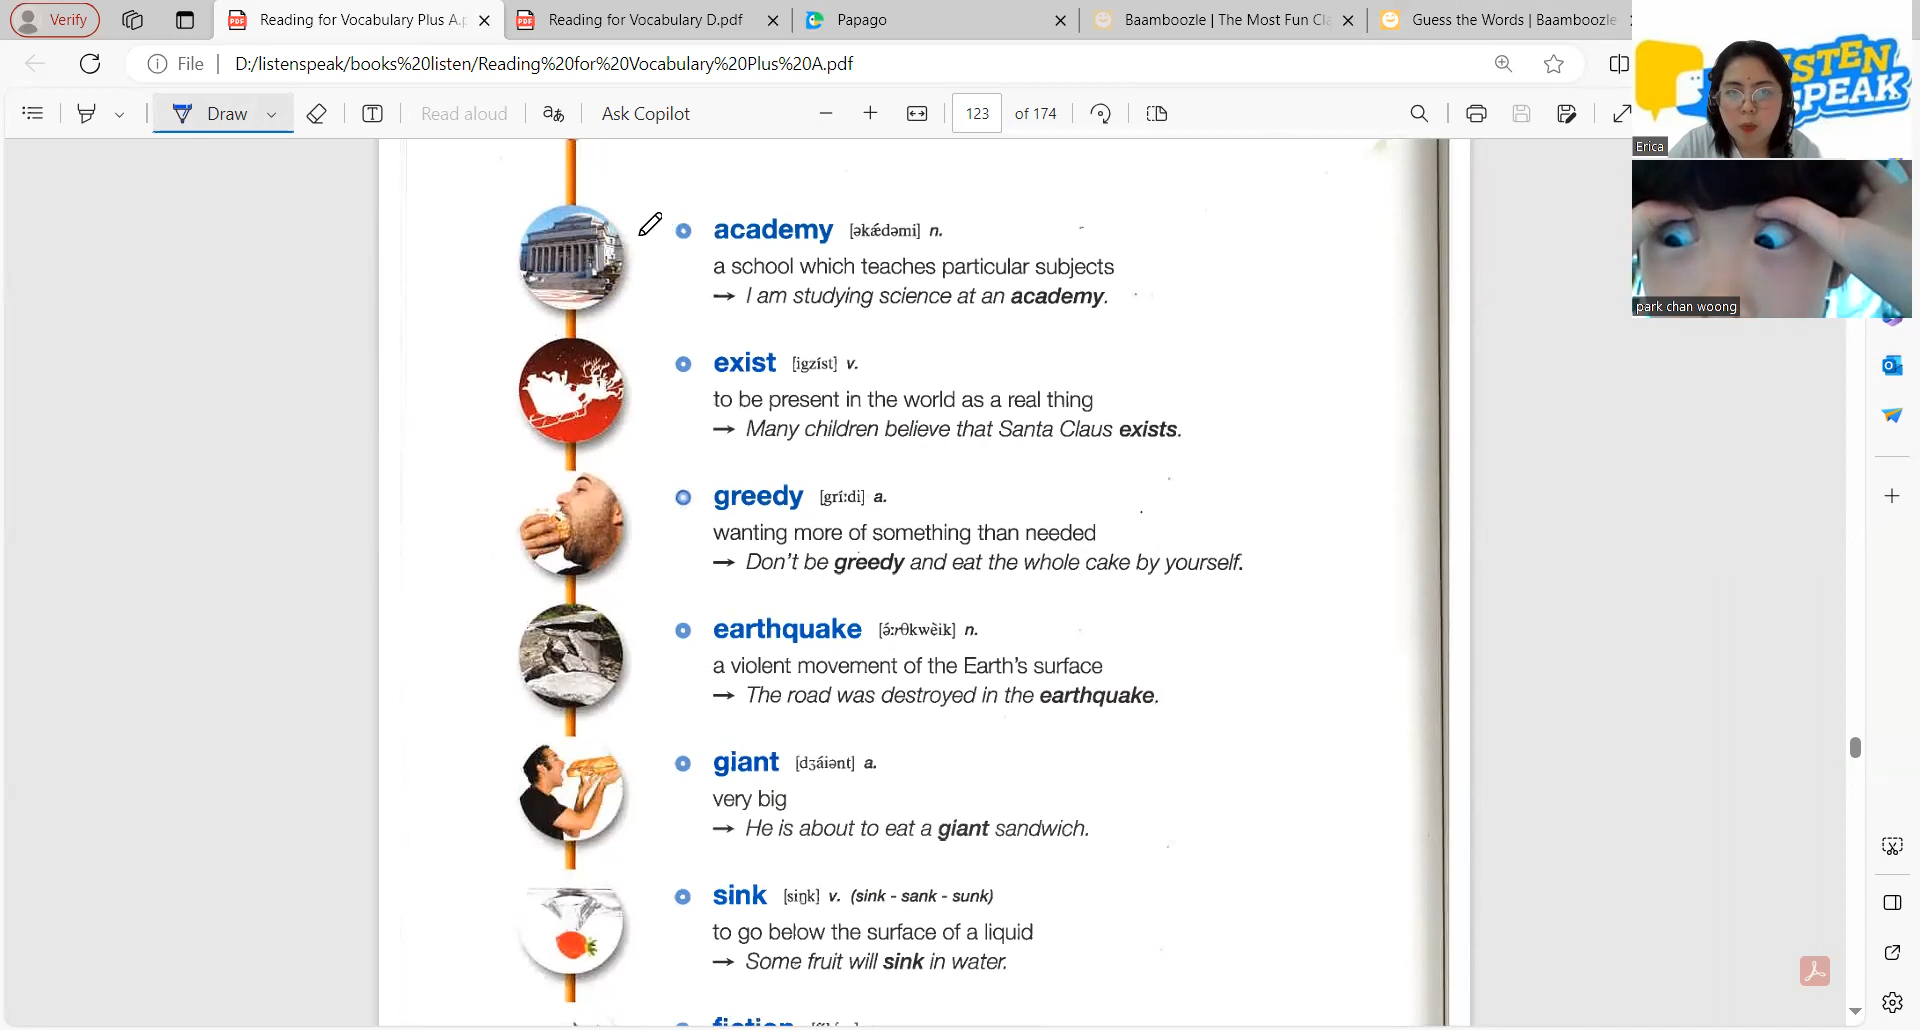 Verify
Reading for Vocabulary Plus A.p
Reading for Vocabulary D.pdf
Papago
Baamboozle | The Most Fun Cla
Guess the Words | Baamboozle
File
D:/listenspeak/books%20listen/Reading%20for%20Vocabulary%20Plus%20A.pdf
Draw
Read aloud
aあ
Ask Copilot
123 of 174
LISTEN
SPEAK
Erica
park chan woong
academy [əkǽdəmi] n.
a school which teaches particular subjects
→ I am studying science at an academy.
exist [igzíst] v.
to be present in the world as a real thing
→ Many children believe that Santa Claus exists.
greedy [gríːdi] a.
wanting more of something than needed
→ Don't be greedy and eat the whole cake by yourself.
earthquake [ə́ːrθkwèik] n.
a violent movement of the Earth's surface
→ The road was destroyed in the earthquake.
giant [dʒáiənt] a.
very big
→ He is about to eat a giant sandwich.
sink [siŋk] v. (sink - sank - sunk)
to go below the surface of a liquid
→ Some fruit will sink in water.
fiction